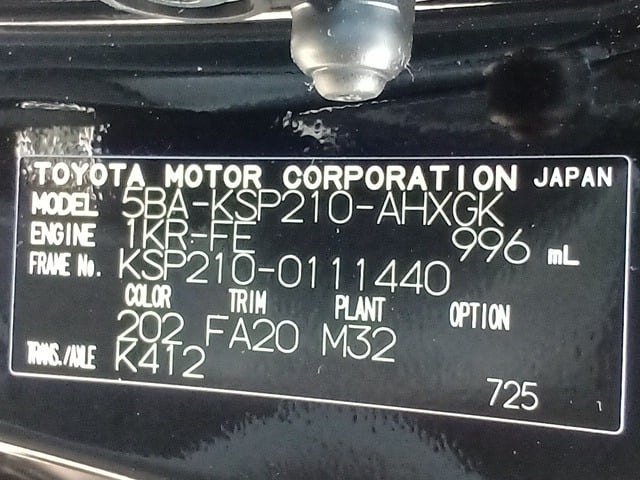 TOYOTA MOTOR CORPORATION JAPAN
MODEL 5BA-KSP210-AHXGK
ENGINE 1KR-FE 996 mL
FRAME No. KSP210-0111440
COLOR TRIM PLANT OPTION
202 FA20 M32
TRANS./AXLE K412
725